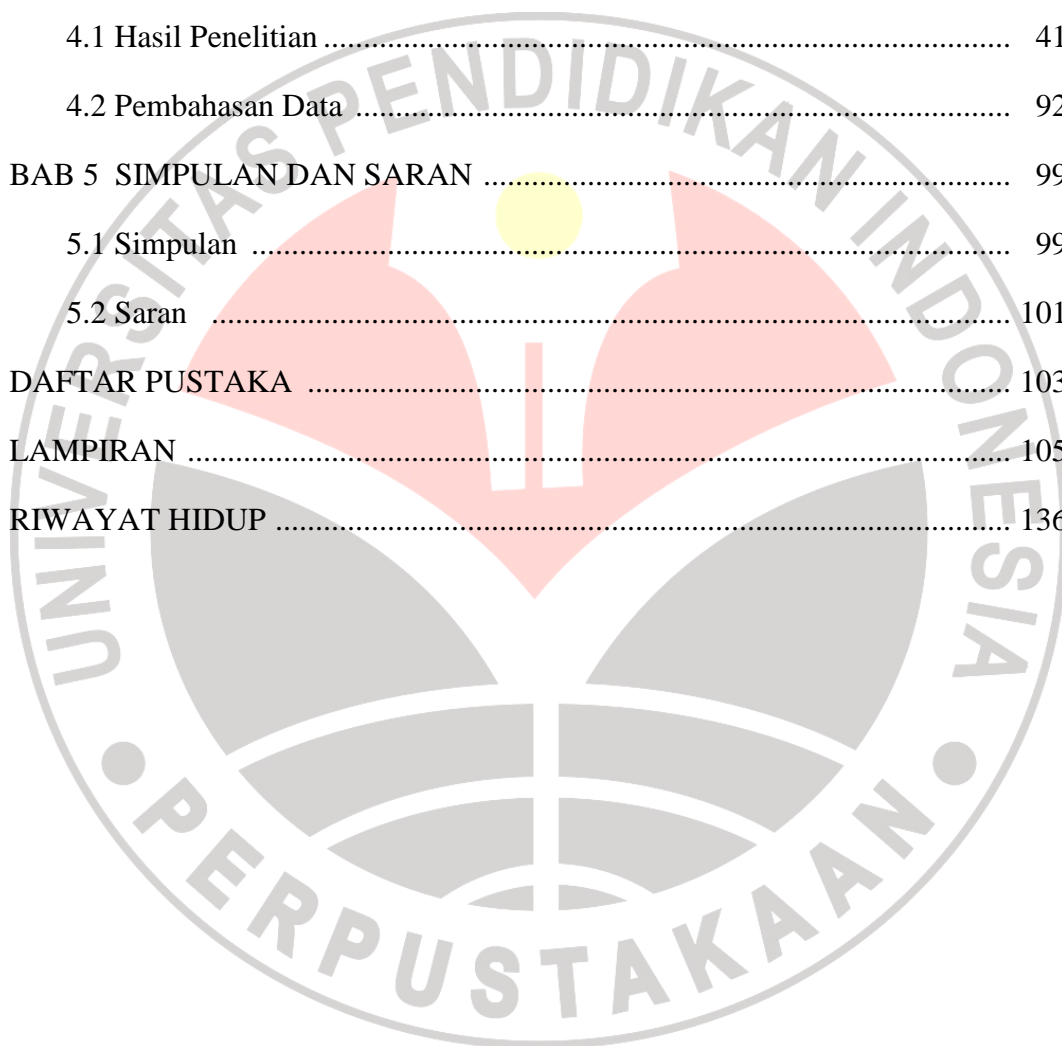 4.1 Hasil Penelitian ..................................................................................... 41
4.2 Pembahasan Data ................................................................................. 92
BAB 5 SIMPULAN DAN SARAN ................................................................. 99
5.1 Simpulan .............................................................................................. 99
5.2 Saran ................................................................................................... 101
DAFTAR PUSTAKA ....................................................................................... 103
LAMPIRAN ...................................................................................................... 105
RIWAYAT HIDUP ........................................................................................... 136
UNIVERSITAS PENDIDIKAN INDONESIA
PERPUSTAKAAN